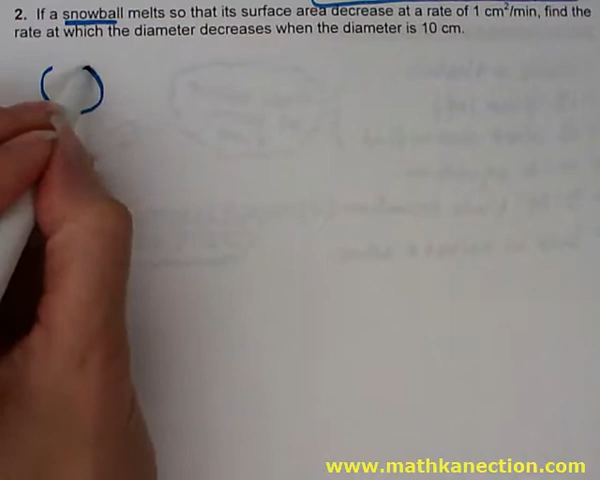 2. If a snowball melts so that its surface area decrease at a rate of 1 cm²/min, find the
rate at which the diameter decreases when the diameter is 10 cm.
www.mathkanection.com